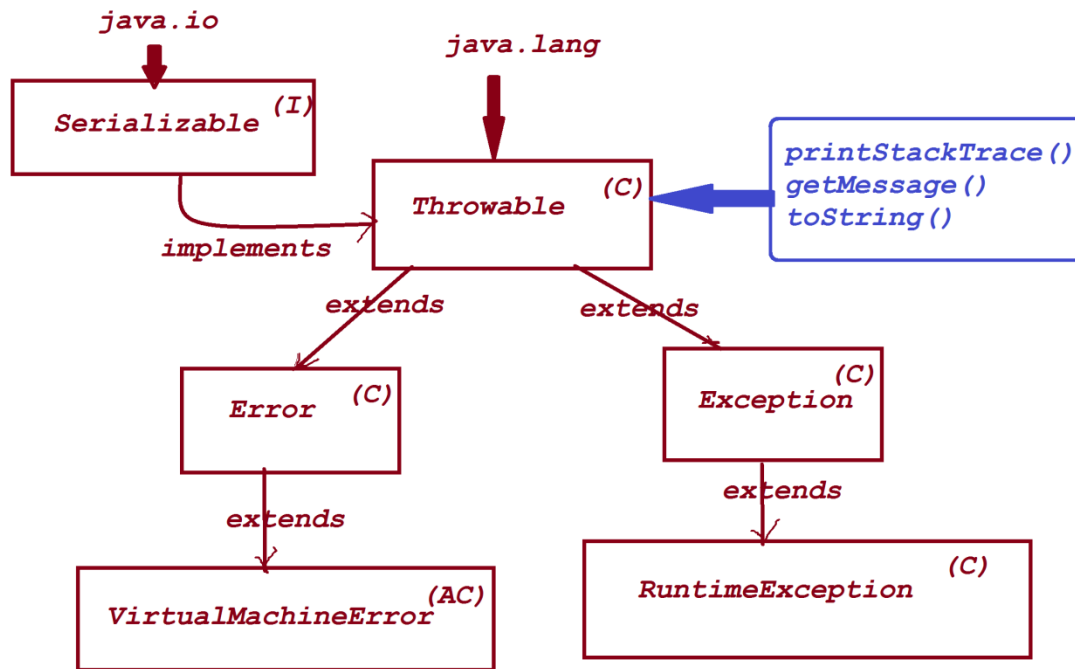 java.io
java.lang
Serializable (I)
printStackTrace()
getMessage()
toString()
Throwable (C)
implements
extends
extends
Error (C)
Exception (C)
extends
extends
VirtualMachineError (AC)
RuntimeException (C)